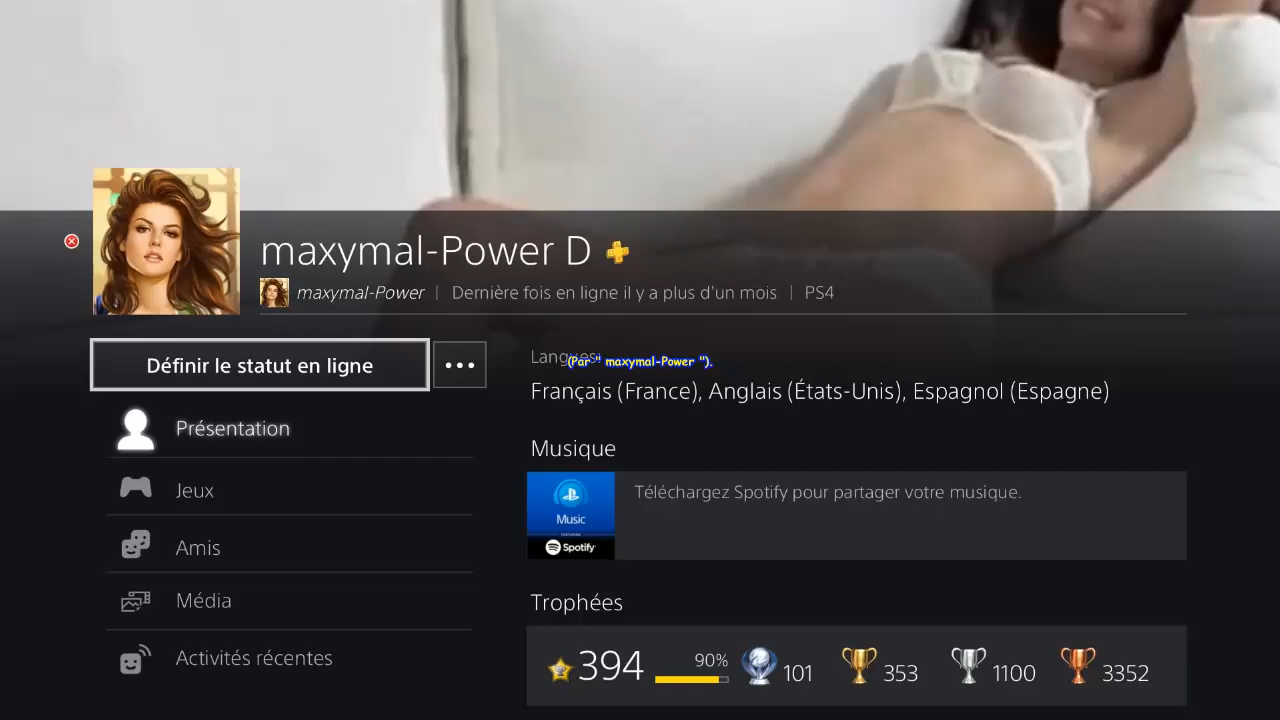 maxymal-Power D
maxymal-Power | Dernière fois en ligne il y a plus d'un mois | PS4
Définir le statut en ligne
Présentation
Jeux
Amis
Média
Activités récentes
Langues
(Par " maxymal-Power ").
Français (France), Anglais (États-Unis), Espagnol (Espagne)
Musique
Téléchargez Spotify pour partager votre musique.
Music
Spotify
Trophées
394 90% 101 353 1100 3352